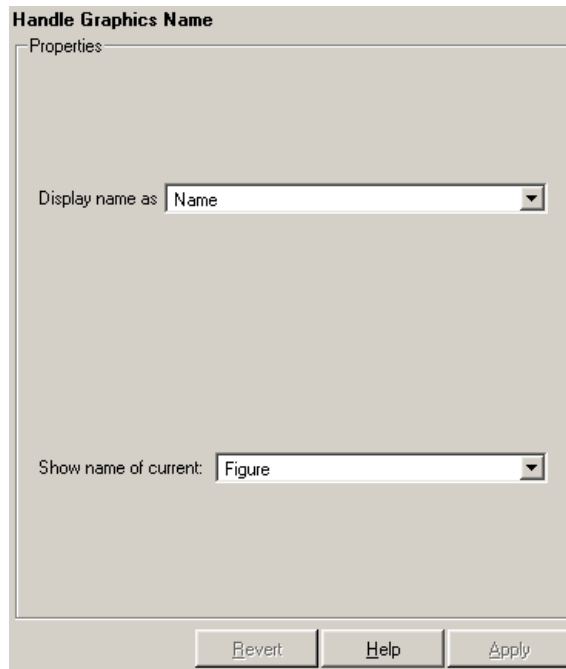 Handle Graphics Name
Properties
Display name as Name
Show name of current: Figure
Revert Help Apply